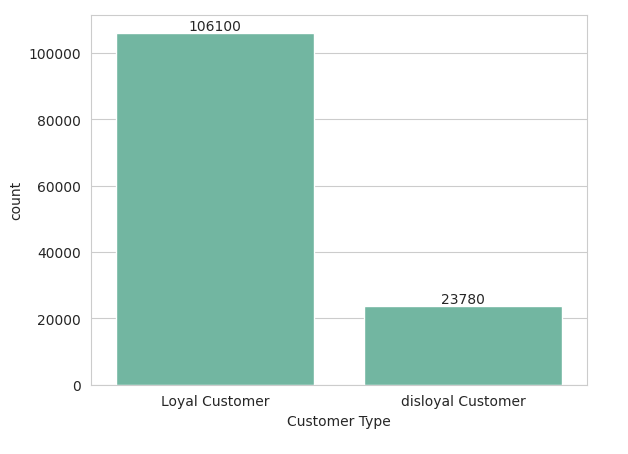 106100
100000
80000
60000
count
40000
23780
20000
0
Loyal Customer
disloyal Customer
Customer Type